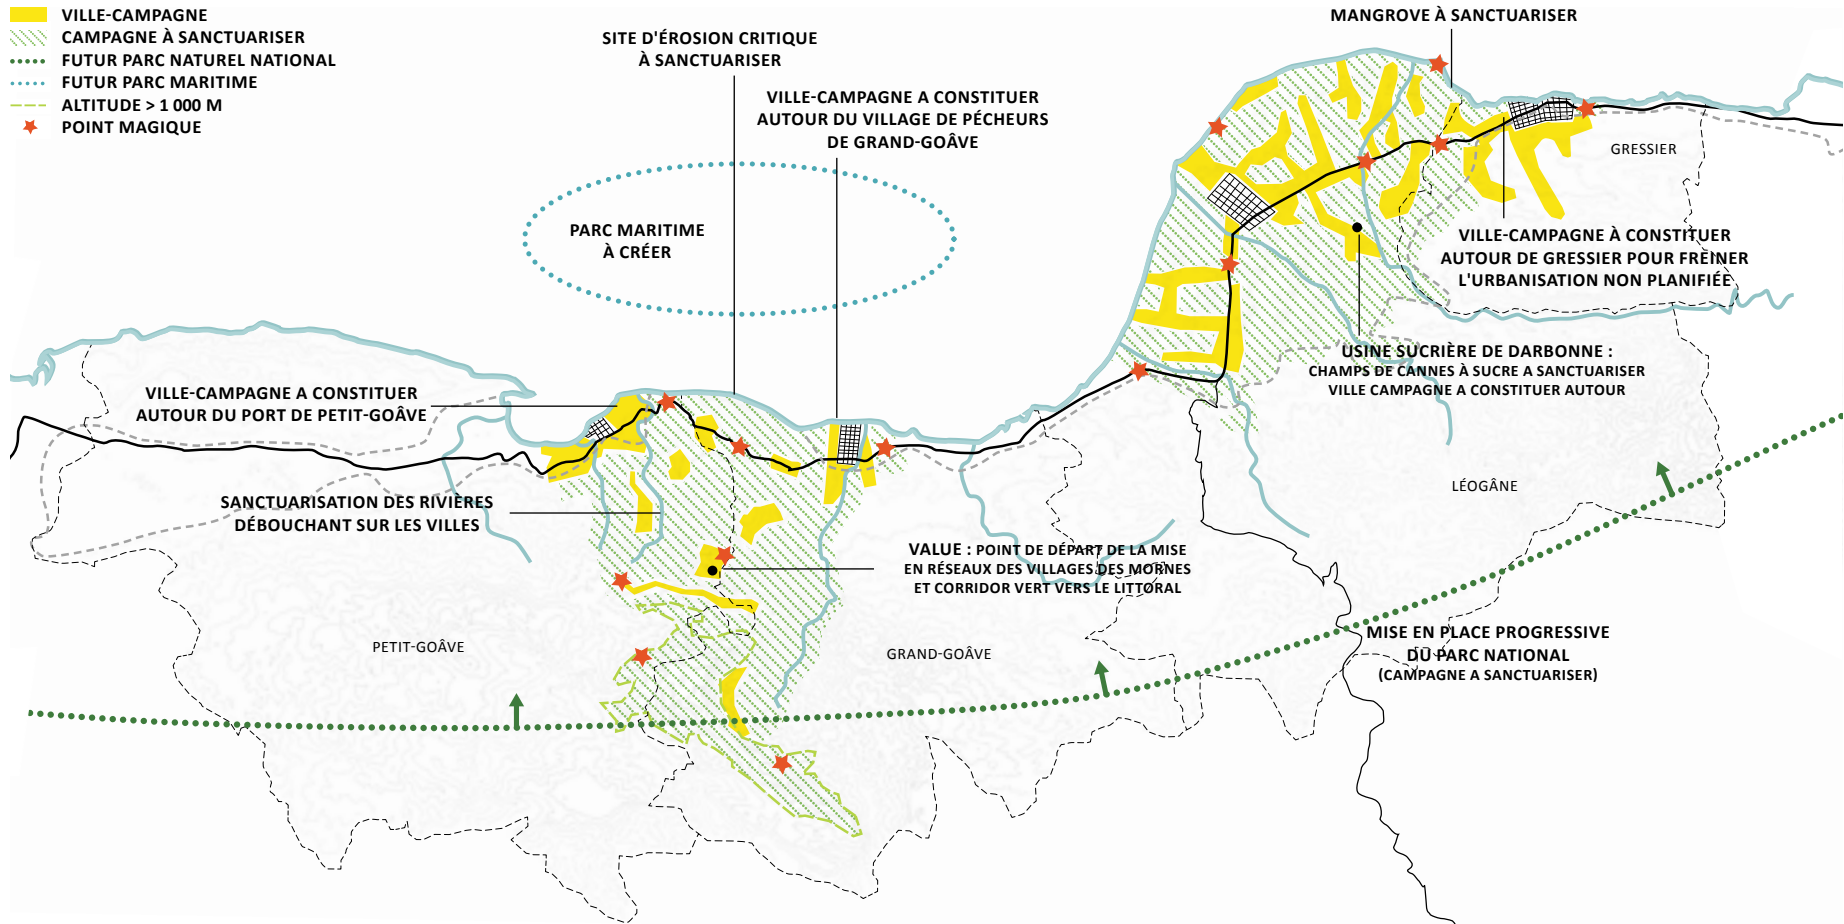 VILLE-CAMPAGNE
CAMPAGNE À SANCTUARISER
FUTUR PARC NATUREL NATIONAL
FUTUR PARC MARITIME
ALTITUDE > 1 000 M
POINT MAGIQUE
SITE D'ÉROSION CRITIQUE
À SANCTUARISER
VILLE-CAMPAGNE A CONSTITUER
AUTOUR DU VILLAGE DE PÉCHEURS
DE GRAND-GOÂVE
MANGROVE À SANCTUARISER
GRESSIER
PARC MARITIME
À CRÉER
VILLE-CAMPAGNE À CONSTITUER
AUTOUR DE GRESSIER POUR FREINER
L'URBANISATION NON PLANIFIÉE
USINE SUCRIÈRE DE DARBONNE :
CHAMPS DE CANNES À SUCRE A SANCTUARISER
VILLE CAMPAGNE A CONSTITUER AUTOUR
VILLE-CAMPAGNE A CONSTITUER
AUTOUR DU PORT DE PETIT-GOÂVE
SANCTUARISATION DES RIVIÈRES
DÉBOUCHANT SUR LES VILLES
LÉOGÂNE
VALUE : POINT DE DÉPART DE LA MISE
EN RÉSEAUX DES VILLAGES DES MORNES
ET CORRIDOR VERT VERS LE LITTORAL
PETIT-GOÂVE
GRAND-GOÂVE
MISE EN PLACE PROGRESSIVE
DU PARC NATIONAL
(CAMPAGNE A SANCTUARISER)